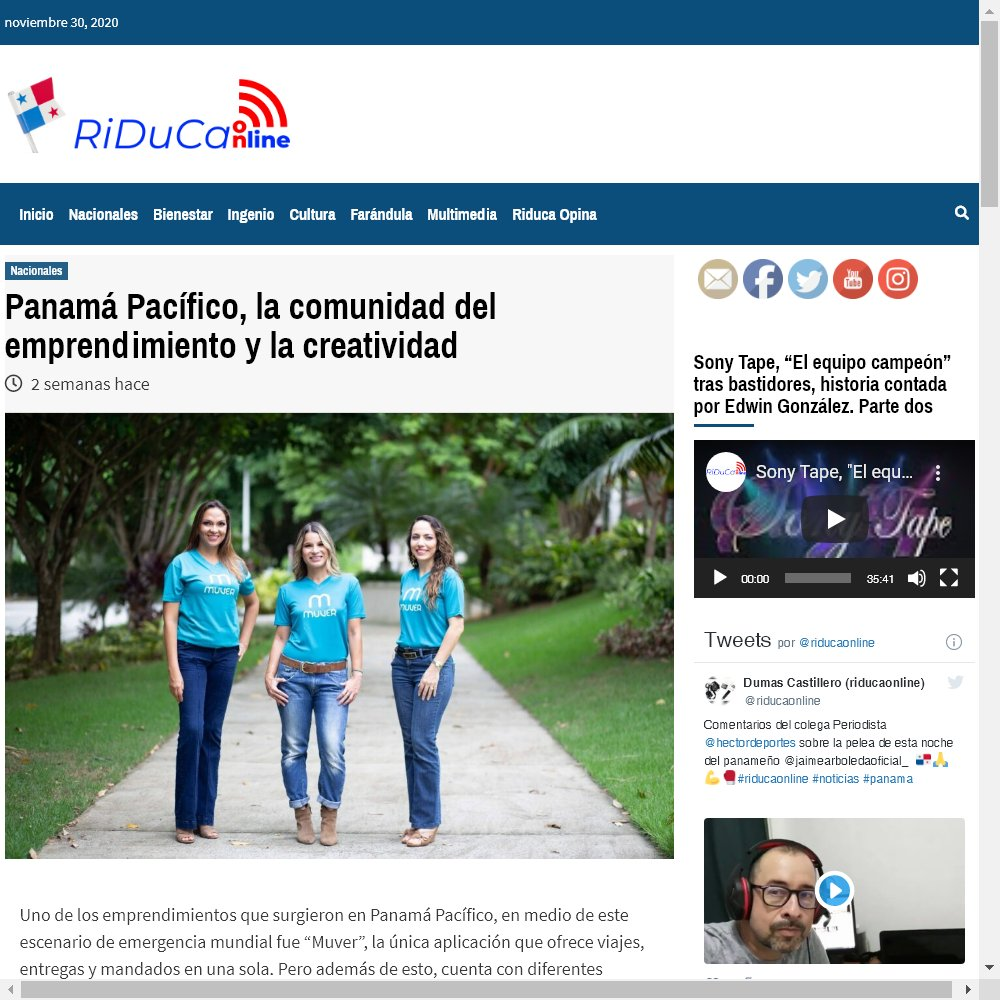 noviembre 30, 2020
RiDuCa online
Inicio Nacionales Bienestar Ingenio Cultura Farándula Multimedia Riduca Opina
Nacionales
Panamá Pacífico, la comunidad del
emprendimiento y la creatividad
2 semanas hace
muver
muver
muver
Uno de los emprendimientos que surgieron en Panamá Pacífico, en medio de este
escenario de emergencia mundial fue “Muver”, la única aplicación que ofrece viajes,
entregas y mandados en una sola. Pero además de esto, cuenta con diferentes
You Tube
Sony Tape, “El equipo campeón”
tras bastidores, historia contada
por Edwin González. Parte dos
RiDuCa
Sony Tape, "El equ...
Sony Tape
00:00 35:41
Tweets por @riducaonline
Dumas Castillero (riducaonline)
@riducaonline
Comentarios del colega Periodista
@hectordeportes sobre la pelea de esta noche
del panameño @jaimearboledaoficial_ 🇵🇦🙏
💪🥊#riducaonline #noticias #panama